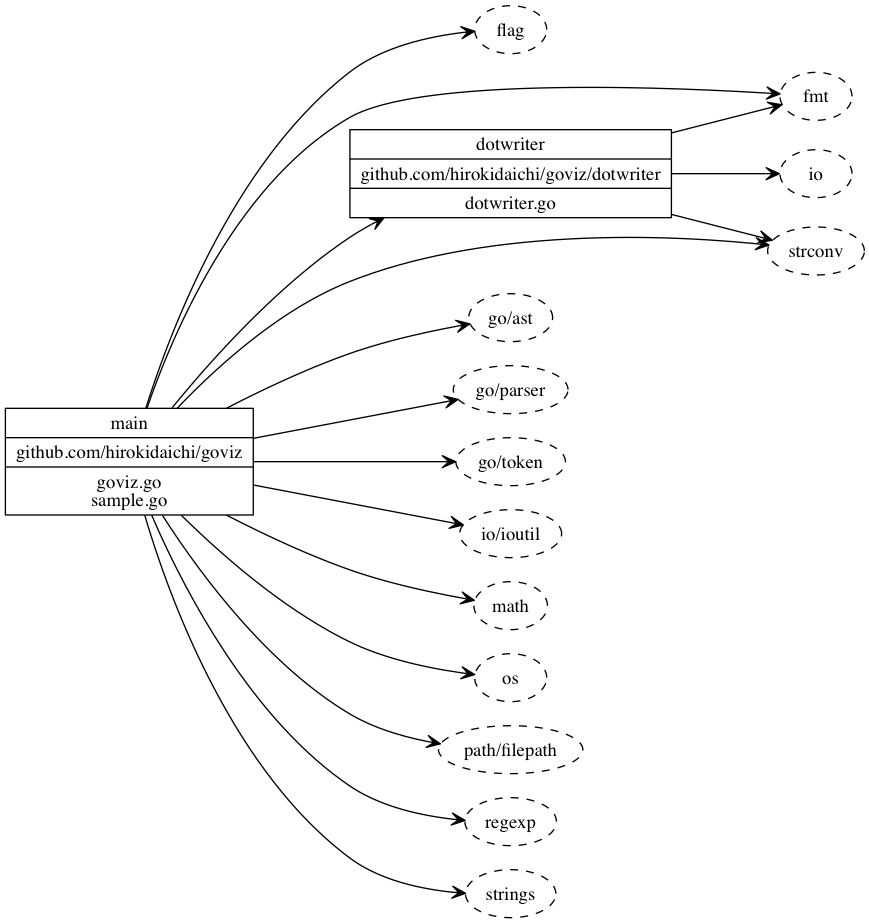 flag
fmt
dotwriter
github.com/hirokidaichi/goviz/dotwriter
dotwriter.go
io
strconv
go/ast
go/parser
main
github.com/hirokidaichi/goviz
goviz.go
sample.go
go/token
io/ioutil
math
os
path/filepath
regexp
strings